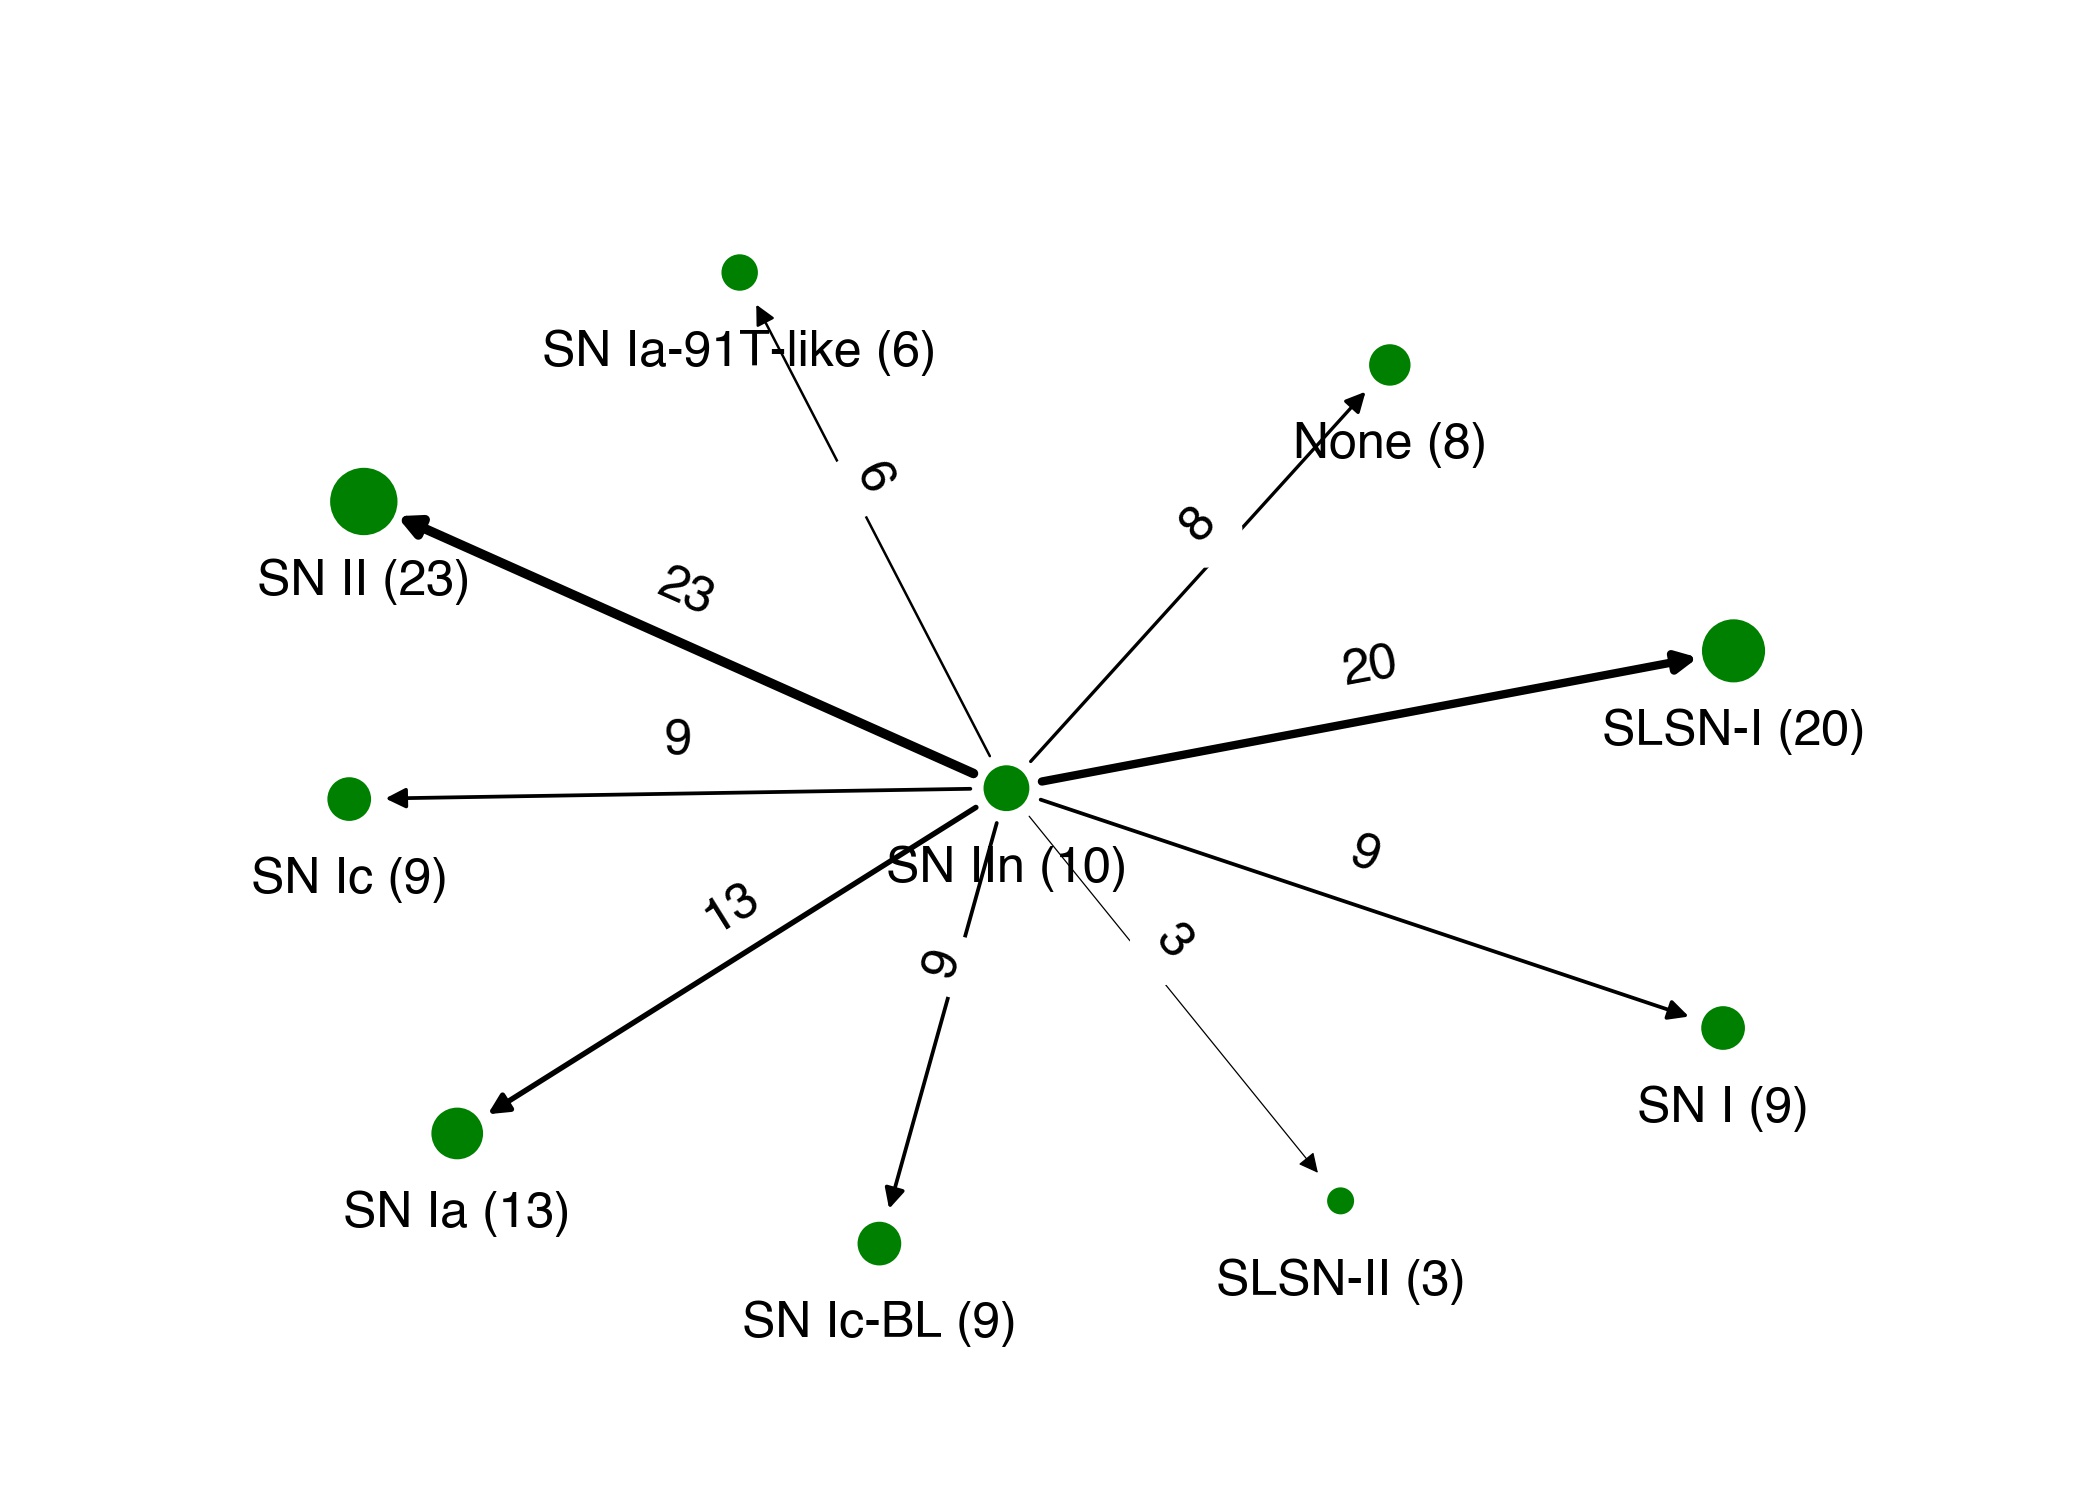 SN Ia-91T-like (6)
None (8)
6
8
SN II (23)
23
20
SLSN-I (20)
9
SN Ic (9)
SN IIn (10)
9
13
9
3
SN I (9)
SN Ia (13)
SLSN-II (3)
SN Ic-BL (9)